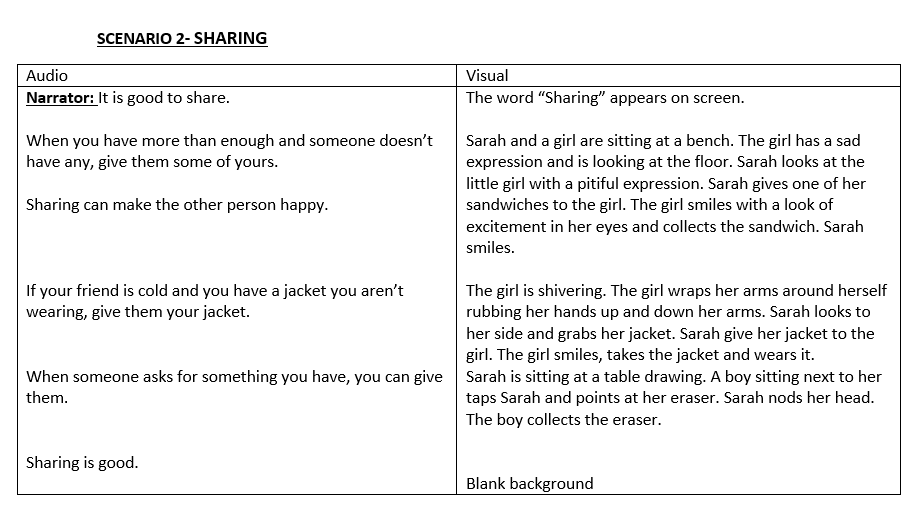 SCENARIO 2- SHARING
Audio
Narrator: It is good to share.
When you have more than enough and someone doesn't
have any, give them some of yours.
Sharing can make the other person happy.
If your friend is cold and you have a jacket you aren't
wearing, give them your jacket.
When someone asks for something you have, you can give
them.
Sharing is good.
Visual
The word “Sharing” appears on screen.
Sarah and a girl are sitting at a bench. The girl has a sad
expression and is looking at the floor. Sarah looks at the
little girl with a pitiful expression. Sarah gives one of her
sandwiches to the girl. The girl smiles with a look of
excitement in her eyes and collects the sandwich. Sarah
smiles.
The girl is shivering. The girl wraps her arms around herself
rubbing her hands up and down her arms. Sarah looks to
her side and grabs her jacket. Sarah give her jacket to the
girl. The girl smiles, takes the jacket and wears it.
Sarah is sitting at a table drawing. A boy sitting next to her
taps Sarah and points at her eraser. Sarah nods her head.
The boy collects the eraser.
Blank background